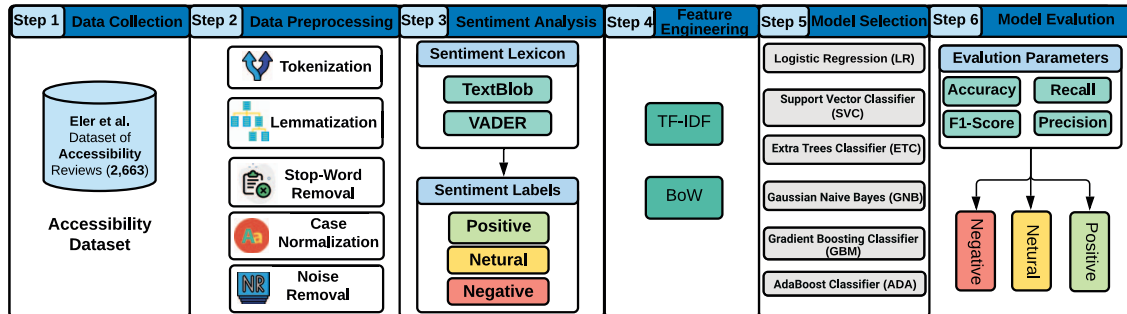 Step 1
Data Collection
Eler et al.
Dataset of
Accessibility
Reviews (2,663)
Accessibility
Dataset
Step 2
Data Preprocessing
Tokenization
Lemmatization
Stop-Word
Removal
Aa
Case
Normalization
NR
Noise
Removal
Step 3
Sentiment Analysis
Sentiment Lexicon
TextBlob
VADER
Sentiment Labels
Positive
Netural
Negative
Step 4
Feature
Engineering
TF-IDF
BoW
Step 5
Model Selection
Logistic Regression (LR)
Support Vector Classifier
(SVC)
Extra Trees Classifier (ETC)
Gaussian Naive Bayes (GNB)
Gradient Boosting Classifier
(GBM)
AdaBoost Classifier (ADA)
Step 6
Model Evalution
Evalution Parameters
Accuracy
Recall
F1-Score
Precision
Negative
Netural
Positive